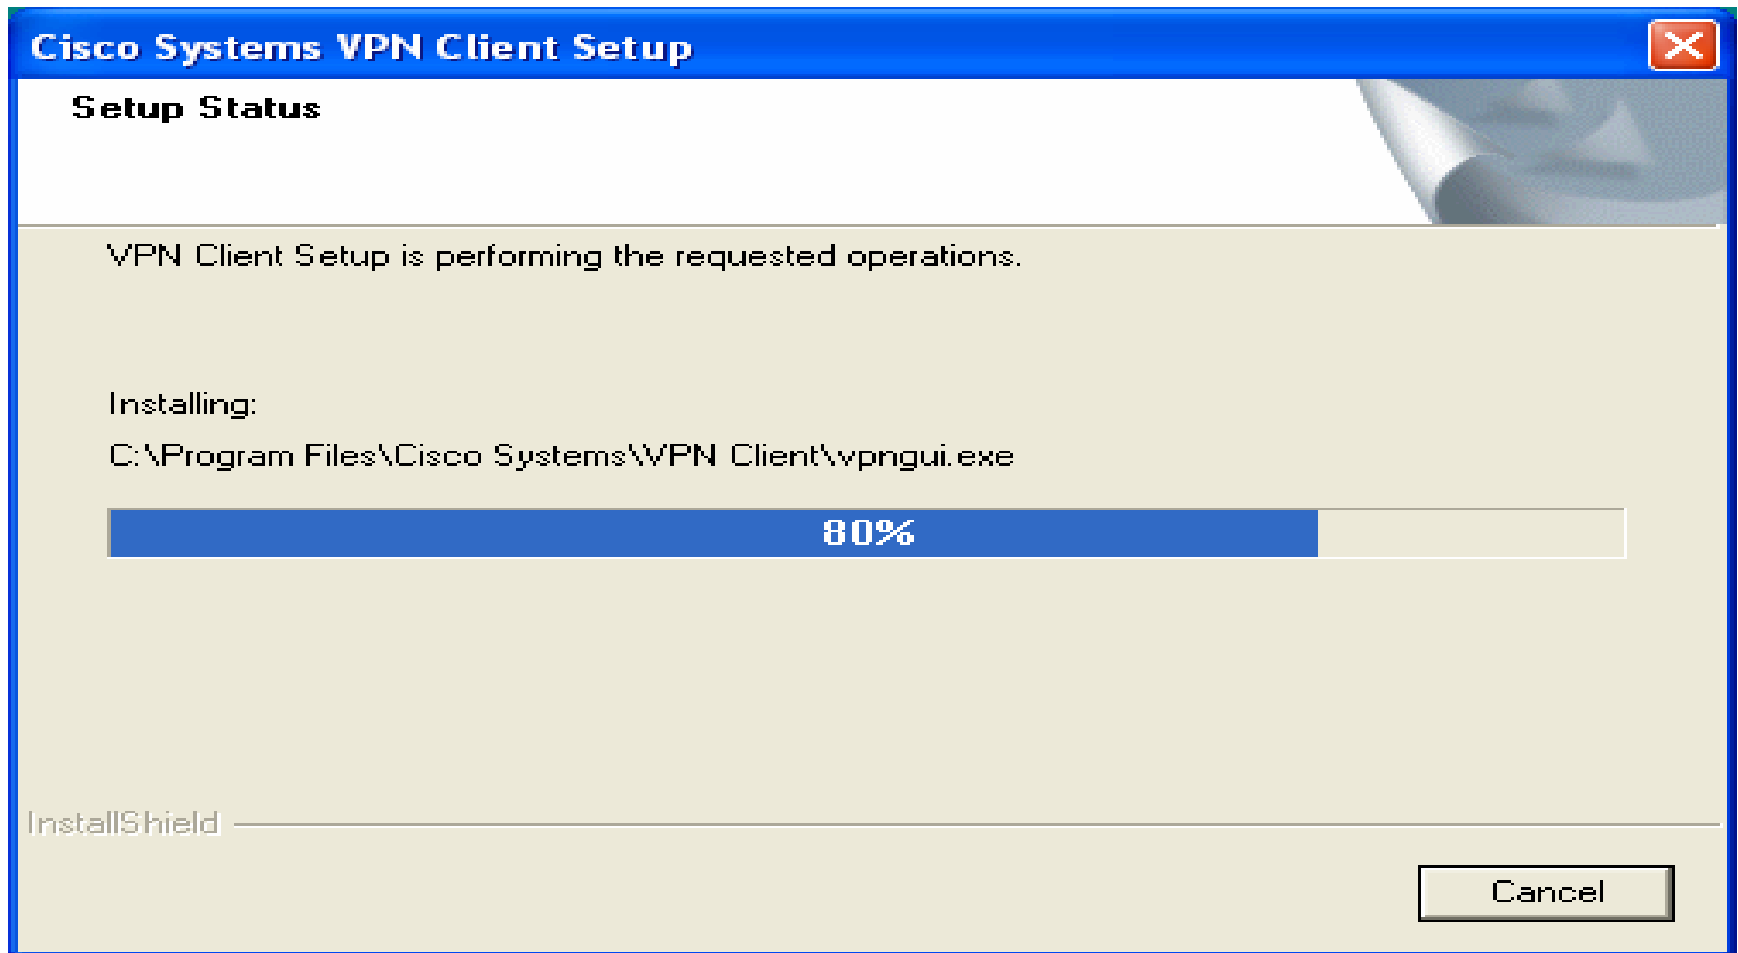 Cisco Systems VPN Client Setup
Setup Status
VPN Client Setup is performing the requested operations.
Installing:
C:\Program Files\Cisco Systems\VPN Client\vpngui.exe
80%
InstallShield
Cancel